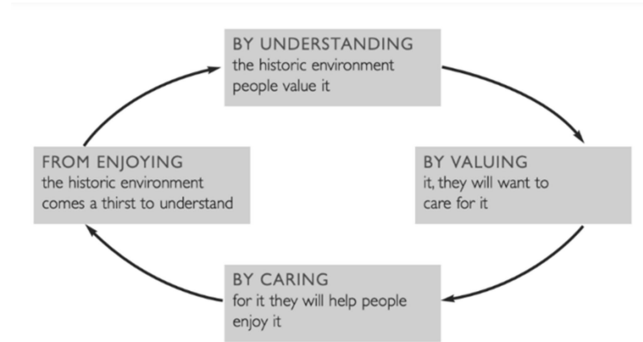 BY UNDERSTANDING
the historic environment
people value it
BY VALUING
it, they will want to
care for it
BY CARING
for it they will help people
enjoy it
FROM ENJOYING
the historic environment
comes a thirst to understand